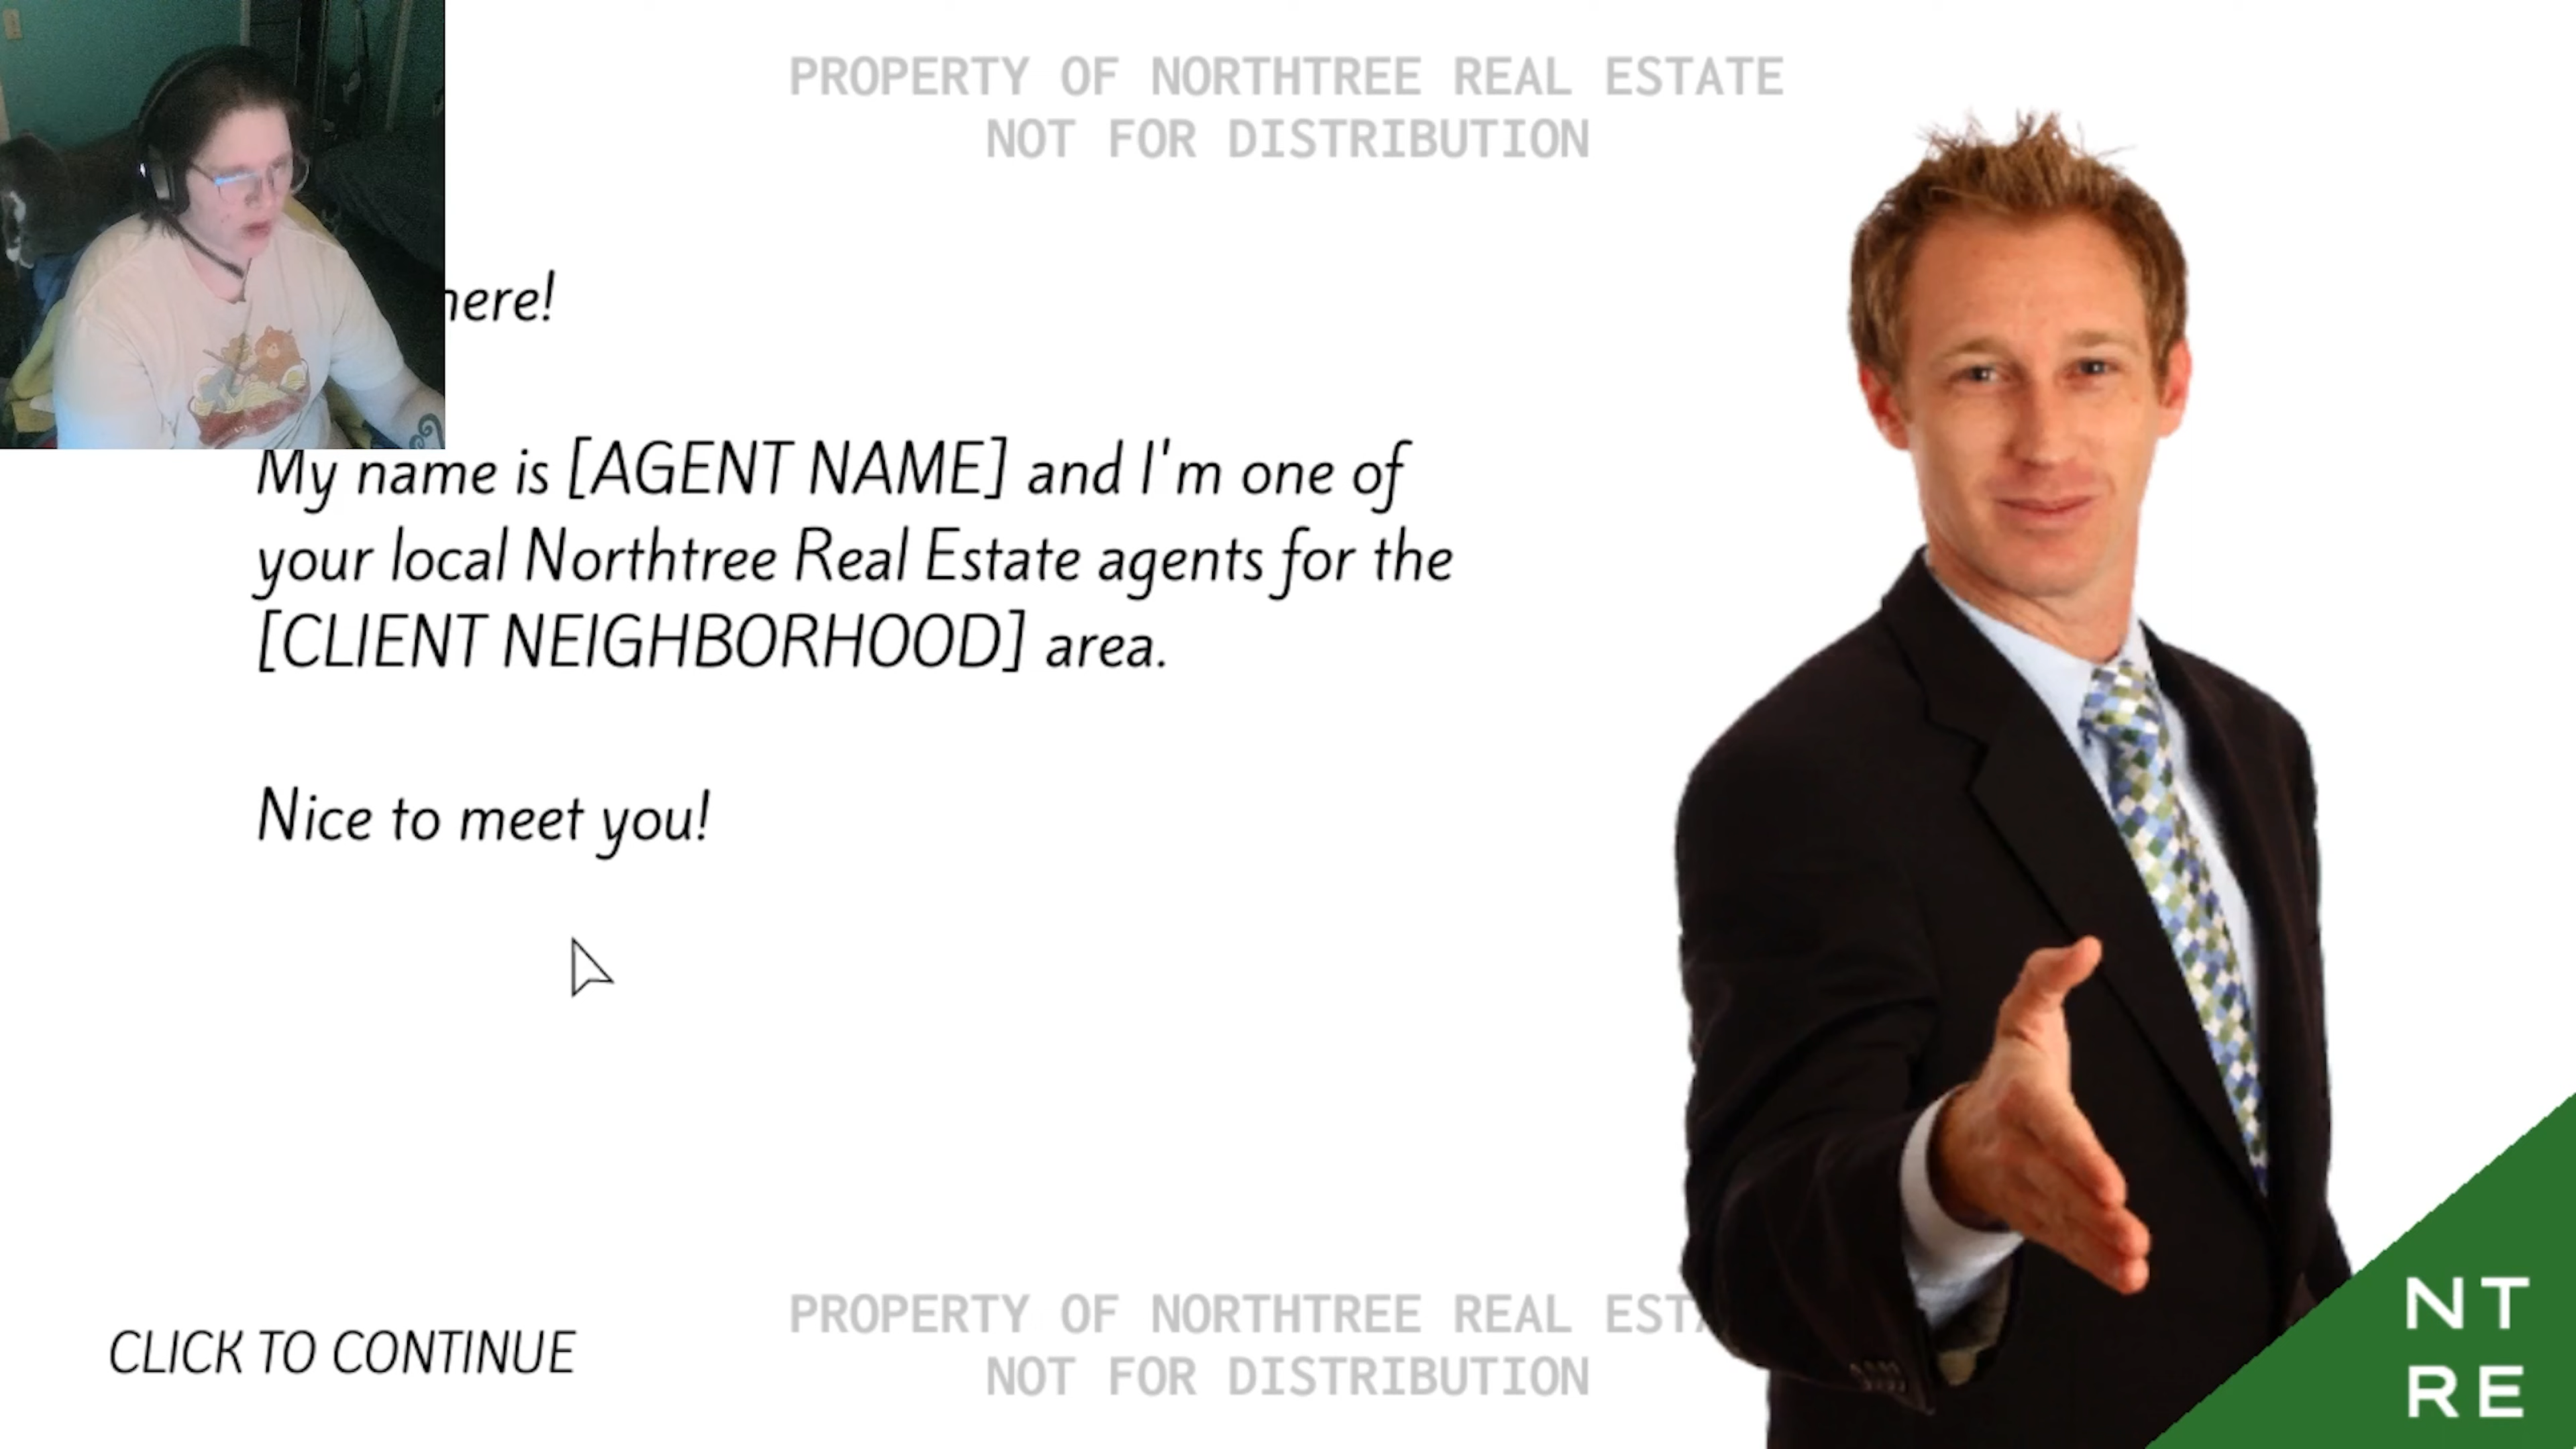 PROPERTY OF NORTHTREE REAL ESTATE
NOT FOR DISTRIBUTION
here!
My name is [AGENT NAME] and I'm one of
your local Northtree Real Estate agents for the
[CLIENT NEIGHBORHOOD] area.
Nice to meet you!
PROPERTY OF NORTHTREE REAL EST
NOT FOR DISTRIBUTION
CLICK TO CONTINUE
NT
RE